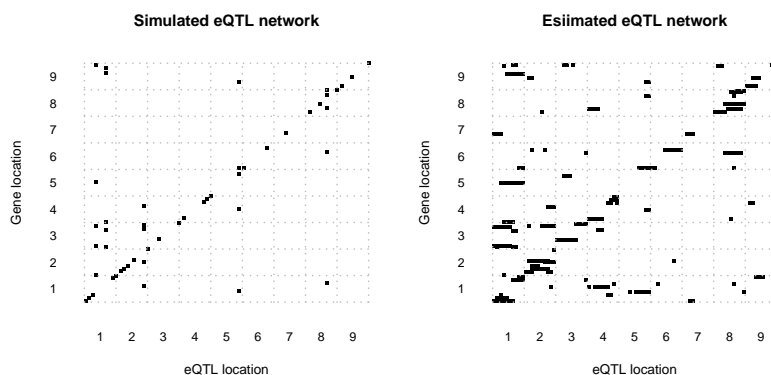 Simulated eQTL network
Gene location
9
8
7
6
5
4
3
2
1
1 2 3 4 5 6 7 8 9
eQTL location
Esiimated eQTL network
Gene location
9
8
7
6
5
4
3
2
1
1 2 3 4 5 6 7 8 9
eQTL location